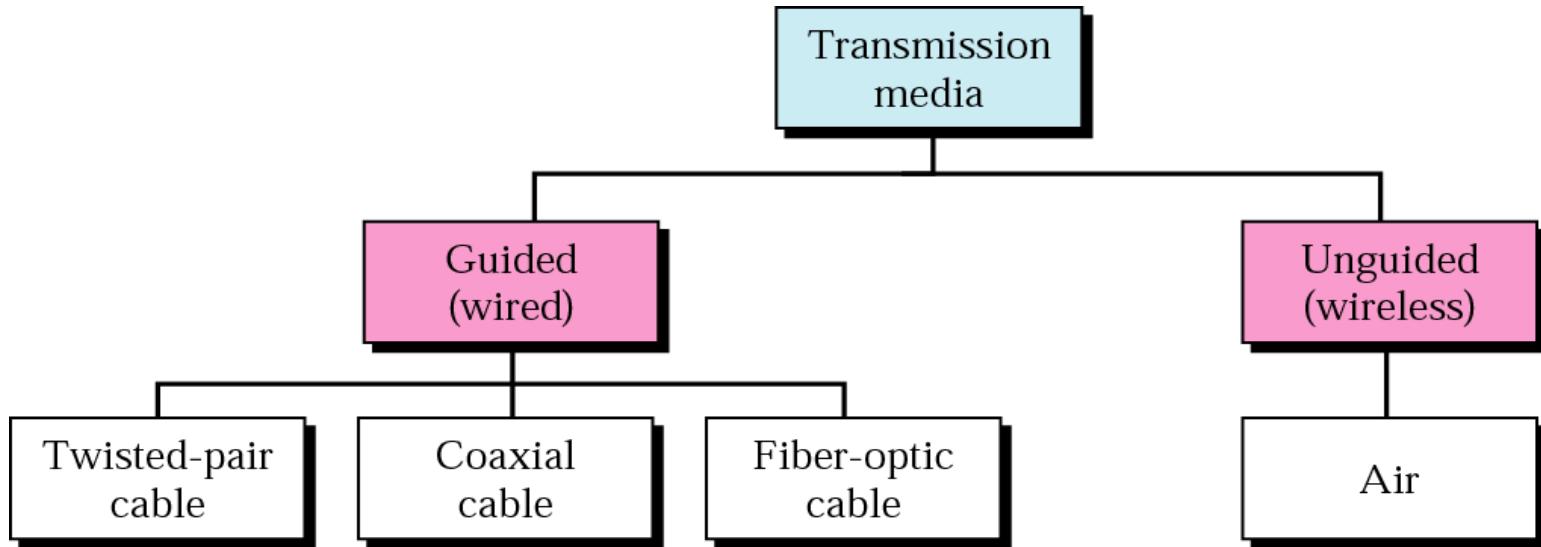 Transmission
media
Guided
(wired)
Unguided
(wireless)
Twisted-pair
cable
Coaxial
cable
Fiber-optic
cable
Air